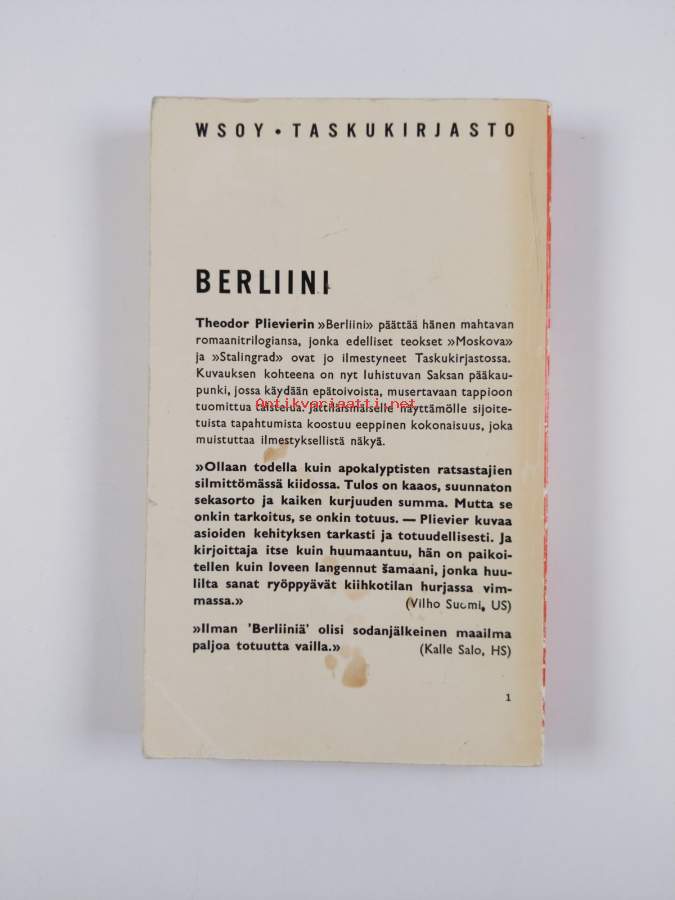 WSOY • TASKUKIRJASTO
BERLIINI
Theodor Plievierin »Berliini» päättää hänen mahtavan
romaanitrilogiansa, jonka edelliset teokset »Moskova»
ja »Stalingrad» ovat jo ilmestyneet Taskukirjastossa.
Kuvauksen kohteena on nyt luhistuvan Saksan pääkau-
punki, jossa käydään epätoivoista, musertavaan tappioon
tuomittua taistelua. Jättiläismäiselle näyttämölle sijoite-
Antikvariaatti.net
tuista tapahtumista koostuu eeppinen kokonaisuus, joka
muistuttaa ilmestyksellistä näkyä.
»Ollaan todella kuin apokalyptisten ratsastajien
silmittömässä kiidossa. Tulos on kaaos, suunnaton
sekasorto ja kaiken kurjuuden summa. Mutta se
onkin tarkoitus, se onkin totuus. — Plievier kuvaa
asioiden kehityksen tarkasti ja totuudellisesti. Ja
kirjoittaja itse kuin huumaantuu, hän on paikoi-
tellen kuin loveen langennut šamaani, jonka huu-
lilta sanat ryöppyävät kiihkotilan hurjassa vim-
massa.» (Vilho Suomi, US)
»Ilman 'Berliiniä' olisi sodanjälkeinen maailma
paljoa totuutta vailla.» (Kalle Salo, HS)
1